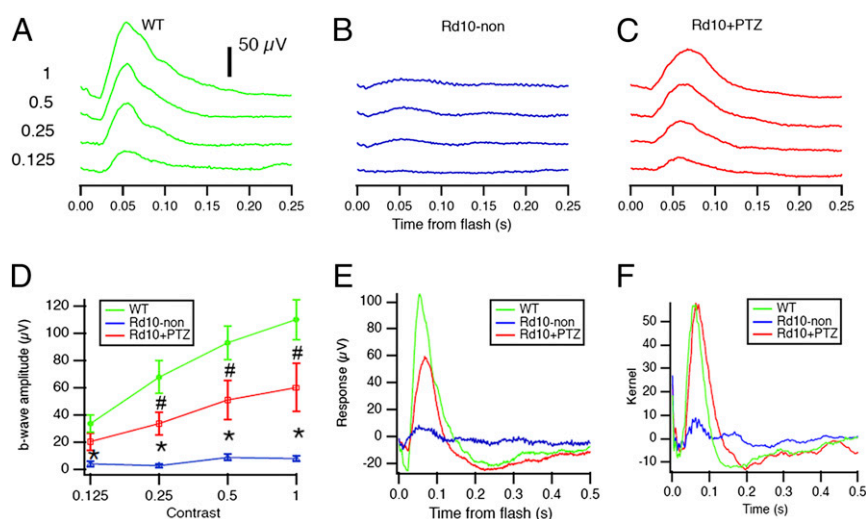 A
WT
50 μV
B
Rd10-non
C
Rd10+PTZ
1
0.5
0.25
0.125
0.00 0.05 0.10 0.15 0.20 0.25
0.00 0.05 0.10 0.15 0.20 0.25
0.00 0.05 0.10 0.15 0.20 0.25
Time from flash (s)
D
b-wave amplitude (μV)
120
100
80
60
40
20
0
WT
Rd10-non
Rd10+PTZ
# # #
* * * *
0.125 0.25 0.5 1
Contrast
E
Response (μV)
100
80
60
40
20
0
-20
WT
Rd10-non
Rd10+PTZ
0.0 0.1 0.2 0.3 0.4 0.5
Time from flash (s)
F
Kernel
50
40
30
20
10
0
-10
WT
Rd10-non
Rd10+PTZ
0.0 0.1 0.2 0.3 0.4 0.5
Time (s)